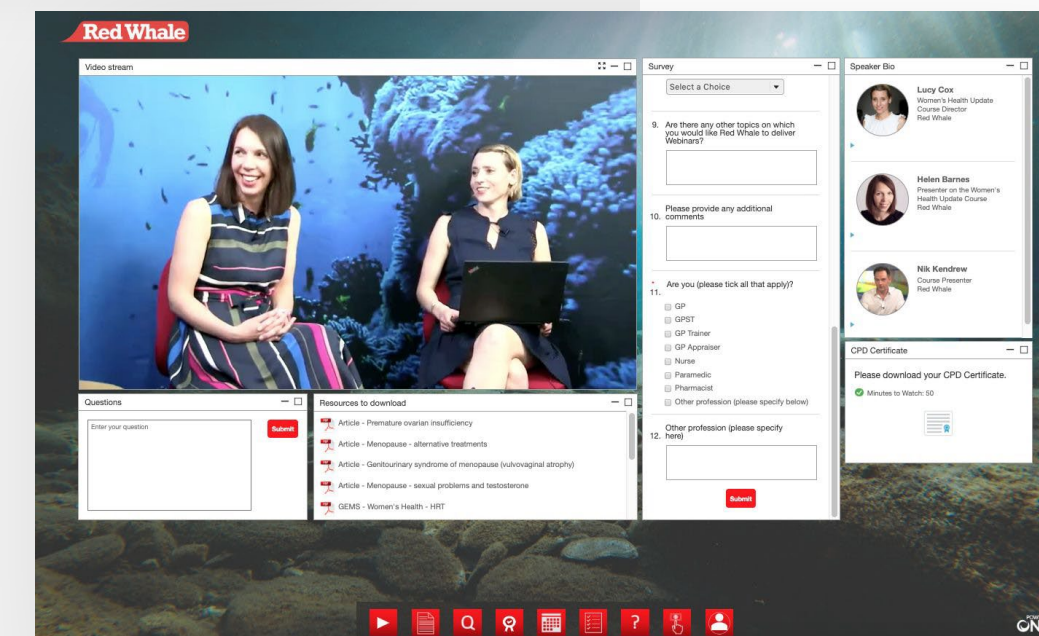 Red Whale
Video stream
Survey
Speaker Bio
Select a Choice
9. Are there any other topics on which
you would like Red Whale to deliver
Webinars?
10. Please provide any additional
comments
* 11. Are you (please tick all that apply)?
GP
GPST
GP Trainer
GP Appraiser
Nurse
Paramedic
Pharmacist
Other profession (please specify below)
12. Other profession (please specify
here)
Submit
Lucy Cox
Women's Health Update
Course Director
Red Whale
Helen Barnes
Presenter on the Women's
Health Update Course
Red Whale
Nik Kendrew
Course Presenter
Red Whale
CPD Certificate
Please download your CPD Certificate.
Minutes to Watch: 50
Questions
Enter your question
Submit
Resources to download
Article - Premature ovarian insufficiency
Article - Menopause - alternative treatments
Article - Genitourinary syndrome of menopause (vulvovaginal atrophy)
Article - Menopause - sexual problems and testosterone
GEMS - Women's Health - HRT